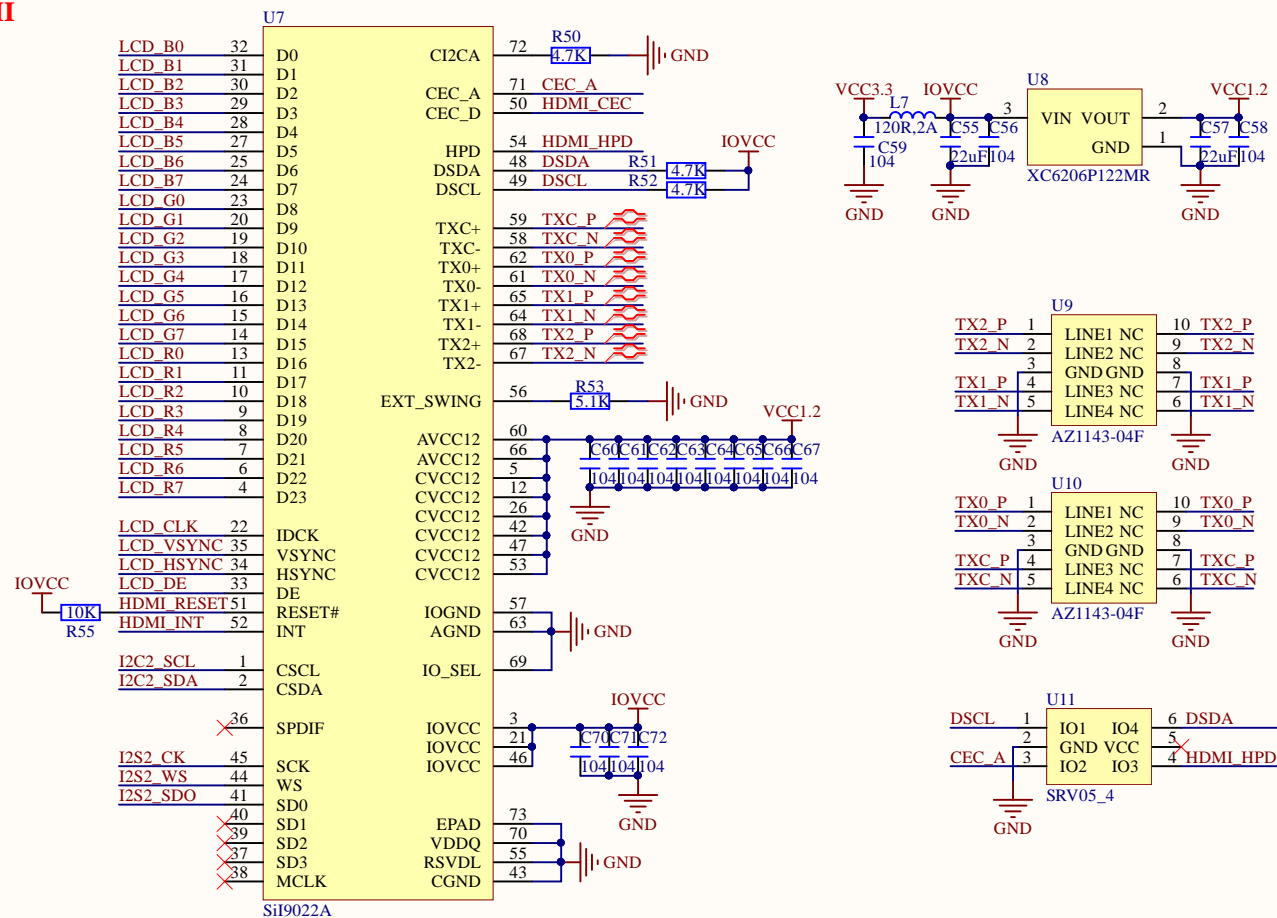 II
U7
LCD_B0 32 D0 CI2CA 72 R50 4.7K GND
LCD_B1 31 D1
LCD_B2 30 D2 CEC_A 71 CEC_A
LCD_B3 29 D3 CEC_D 50 HDMI_CEC
LCD_B4 28 D4
LCD_B5 27 D5 HPD 54 HDMI_HPD IOVCC
LCD_B6 25 D6 DSDA 48 DSDA R51 4.7K
LCD_B7 24 D7 DSCL 49 DSCL R52 4.7K
LCD_G0 23 D8
LCD_G1 20 D9 TXC+ 59 TXC_P
LCD_G2 19 D10 TXC- 58 TXC_N
LCD_G3 18 D11 TX0+ 62 TX0_P
LCD_G4 17 D12 TX0- 61 TX0_N
LCD_G5 16 D13 TX1+ 65 TX1_P
LCD_G6 15 D14 TX1- 64 TX1_N
LCD_G7 14 D15 TX2+ 68 TX2_P
LCD_R0 13 D16 TX2- 67 TX2_N
LCD_R1 11 D17
LCD_R2 10 D18 EXT_SWING 56 R53 5.1K GND
LCD_R3 9 D19
LCD_R4 8 D20 AVCC12 60 VCC1.2
LCD_R5 7 D21 AVCC12 66 C60 C61 C62 C63 C64 C65 C66 C67
LCD_R6 6 D22 CVCC12 5 104 104 104 104 104 104 104 104
LCD_R7 4 D23 CVCC12 12
CVCC12 26 GND
LCD_CLK 22 IDCK CVCC12 42
LCD_VSYNC 35 VSYNC CVCC12 47
LCD_HSYNC 34 HSYNC CVCC12 53
LCD_DE 33 DE
IOVCC 10K R55 HDMI_RESET 51 RESET# IOGND 57
HDMI_INT 52 INT AGND 63 GND
I2C2_SCL 1 CSCL IO_SEL 69
I2C2_SDA 2 CSDA
36 SPDIF IOVCC 3 IOVCC
IOVCC 21 C70 C71 C72
I2S2_CK 45 SCK IOVCC 46 104 104 104
I2S2_WS 44 WS
I2S2_SDO 41 SD0 GND
40 SD1 EPAD 73
39 SD2 VDDQ 70
37 SD3 RSVDL 55 GND
38 MCLK CGND 43
SiI9022A
VCC3.3 L7 IOVCC U8 VCC1.2
120R,2A 3 VIN VOUT 2
C59 C55 C56 GND 1 C57 C58
104 22uF 104 22uF 104
XC6206P122MR
GND GND GND
U9
TX2_P 1 LINE1 NC 10 TX2_P
TX2_N 2 LINE2 NC 9 TX2_N
3 GND GND 8
TX1_P 4 LINE3 NC 7 TX1_P
TX1_N 5 LINE4 NC 6 TX1_N
AZ1143-04F
GND GND
U10
TX0_P 1 LINE1 NC 10 TX0_P
TX0_N 2 LINE2 NC 9 TX0_N
3 GND GND 8
TXC_P 4 LINE3 NC 7 TXC_P
TXC_N 5 LINE4 NC 6 TXC_N
AZ1143-04F
GND GND
U11
DSCL 1 IO1 IO4 6 DSDA
2 GND VCC 5
CEC_A 3 IO2 IO3 4 HDMI_HPD
SRV05_4
GND